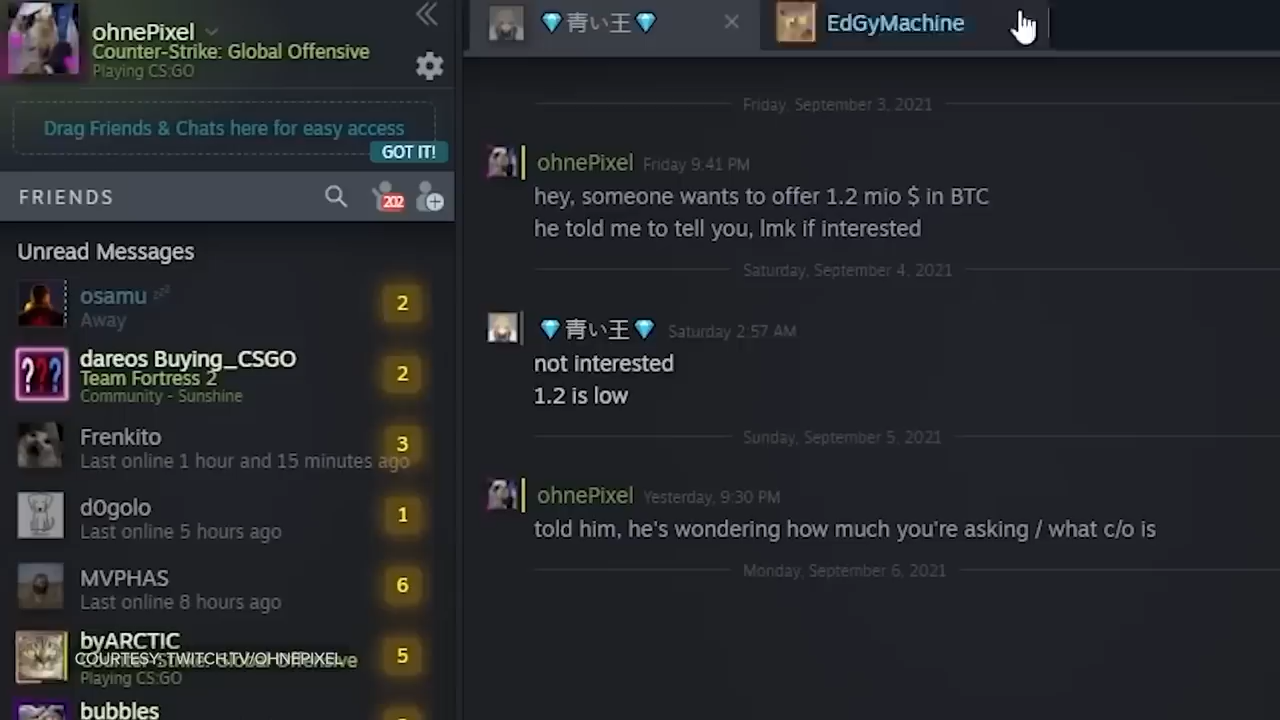 ohnePixel
Counter-Strike: Global Offensive
Playing CS:GO
Drag Friends & Chats here for easy access
GOT IT!
FRIENDS
202
Unread Messages
osamu zzz
Away
2
dareos Buying_CSGO
Team Fortress 2
Community - Sunshine
2
???
Frenkito
Last online 1 hour and 15 minutes ago
3
d0golo
Last online 5 hours ago
1
MVPHAS
Last online 8 hours ago
6
byARCTIC
Counter-Strike: Global Offensive
COURTESY: TWITCH.TV/OHNEPIXEL
Playing CS:GO
5
bubbles
💎青い王💎
EdGyMachine
Friday, September 3, 2021
ohnePixel Friday 9:41 PM
hey, someone wants to offer 1.2 mio $ in BTC
he told me to tell you, lmk if interested
Saturday, September 4, 2021
💎青い王💎 Saturday 2:57 AM
not interested
1.2 is low
Sunday, September 5, 2021
ohnePixel Yesterday, 9:30 PM
told him, he's wondering how much you're asking / what c/o is
Monday, September 6, 2021